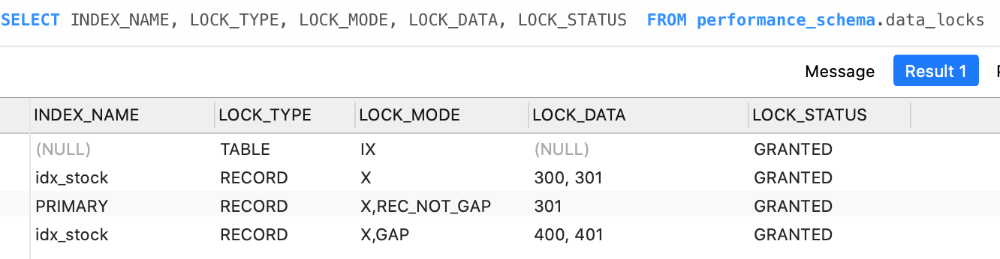 SELECT INDEX_NAME, LOCK_TYPE, LOCK_MODE, LOCK_DATA, LOCK_STATUS  FROM performance_schema.data_locks
Message Result 1
INDEX_NAME LOCK_TYPE LOCK_MODE LOCK_DATA LOCK_STATUS
(NULL) TABLE IX (NULL) GRANTED
idx_stock RECORD X 300, 301 GRANTED
PRIMARY RECORD X,REC_NOT_GAP 301 GRANTED
idx_stock RECORD X,GAP 400, 401 GRANTED